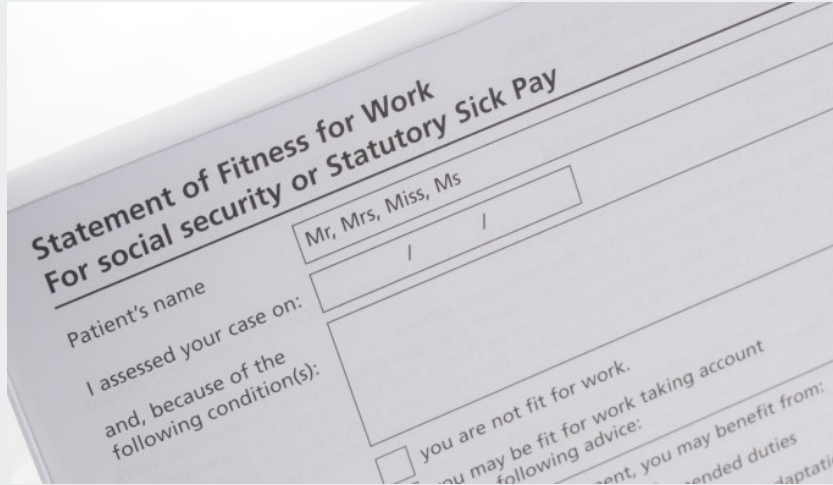 Statement of Fitness for Work
For social security or Statutory Sick Pay
Patient's name
Mr, Mrs, Miss, Ms
I assessed your case on:
/ /
and, because of the
following condition(s):
you are not fit for work.
you may be fit for work taking account
following advice:
you may benefit from:
duties